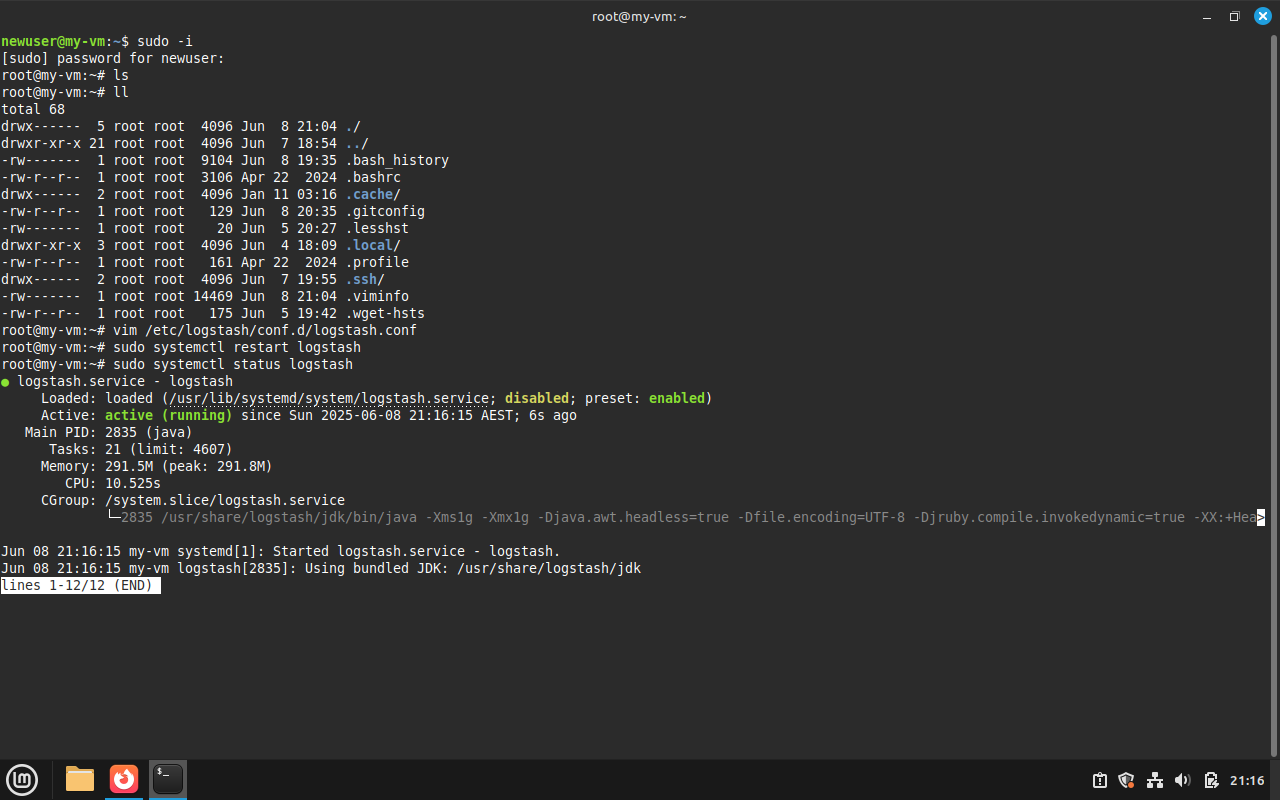 root@my-vm: ~
newuser@my-vm:~$ sudo -i
[sudo] password for newuser:
root@my-vm:~# ls
root@my-vm:~# ll
total 68
drwx------  5 root root  4096 Jun  8 21:04 ./
drwxr-xr-x 21 root root  4096 Jun  7 18:54 ../
-rw-------  1 root root  9104 Jun  8 19:35 .bash_history
-rw-r--r--  1 root root  3106 Apr 22  2024 .bashrc
drwx------  2 root root  4096 Jan 11 03:16 .cache/
-rw-r--r--  1 root root   129 Jun  8 20:35 .gitconfig
-rw-------  1 root root    20 Jun  5 20:27 .lesshst
drwxr-xr-x  3 root root  4096 Jun  4 18:09 .local/
-rw-r--r--  1 root root   161 Apr 22  2024 .profile
drwx------  2 root root  4096 Jun  7 19:55 .ssh/
-rw-------  1 root root 14469 Jun  8 21:04 .viminfo
-rw-r--r--  1 root root   175 Jun  5 19:42 .wget-hsts
root@my-vm:~# vim /etc/logstash/conf.d/logstash.conf
root@my-vm:~# sudo systemctl restart logstash
root@my-vm:~# sudo systemctl status logstash
● logstash.service - logstash
     Loaded: loaded (/usr/lib/systemd/system/logstash.service; disabled; preset: enabled)
     Active: active (running) since Sun 2025-06-08 21:16:15 AEST; 6s ago
   Main PID: 2835 (java)
      Tasks: 21 (limit: 4607)
     Memory: 291.5M (peak: 291.8M)
        CPU: 10.525s
     CGroup: /system.slice/logstash.service
             └─2835 /usr/share/logstash/jdk/bin/java -Xms1g -Xmx1g -Djava.awt.headless=true -Dfile.encoding=UTF-8 -Djruby.compile.invokedynamic=true -XX:+Hea>
Jun 08 21:16:15 my-vm systemd[1]: Started logstash.service - logstash.
Jun 08 21:16:15 my-vm logstash[2835]: Using bundled JDK: /usr/share/logstash/jdk
lines 1-12/12 (END)
21:16